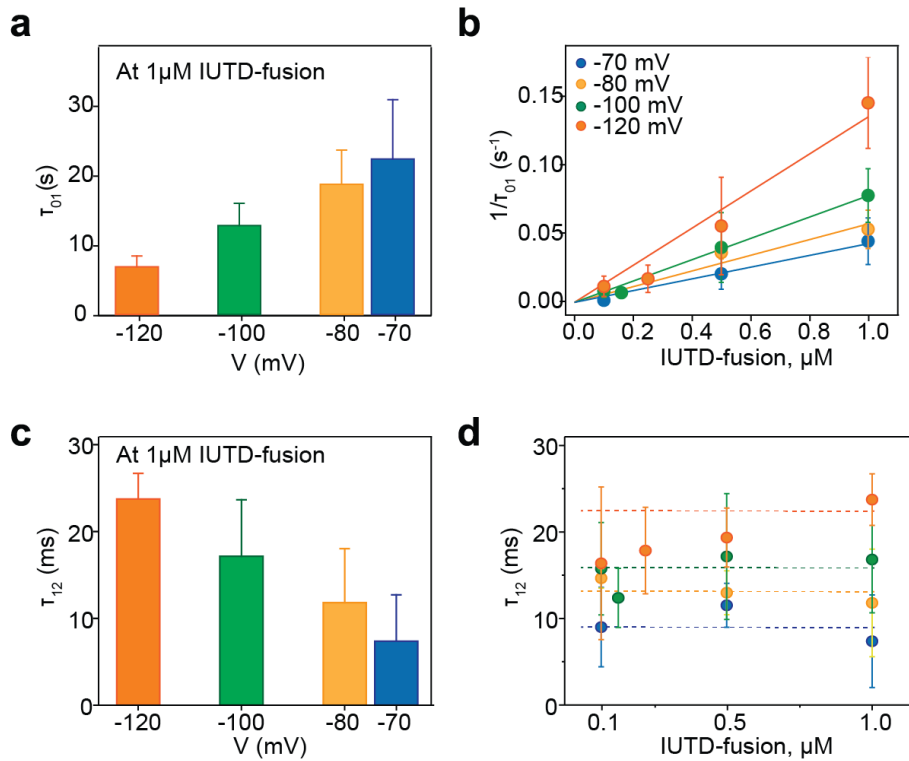 a
At 1µM IUTD-fusion
30
20
10
0
τ01 (s)
-120 -100 -80 -70
V (mV)
b
-70 mV
-80 mV
-100 mV
-120 mV
0.15
0.10
0.05
0.00
1/τ01 (s-1)
0.0 0.2 0.4 0.6 0.8 1.0
IUTD-fusion, µM
c
At 1µM IUTD-fusion
30
20
10
0
τ12 (ms)
-120 -100 -80 -70
V (mV)
d
30
20
10
0
τ12 (ms)
0.1 0.5 1.0
IUTD-fusion, µM